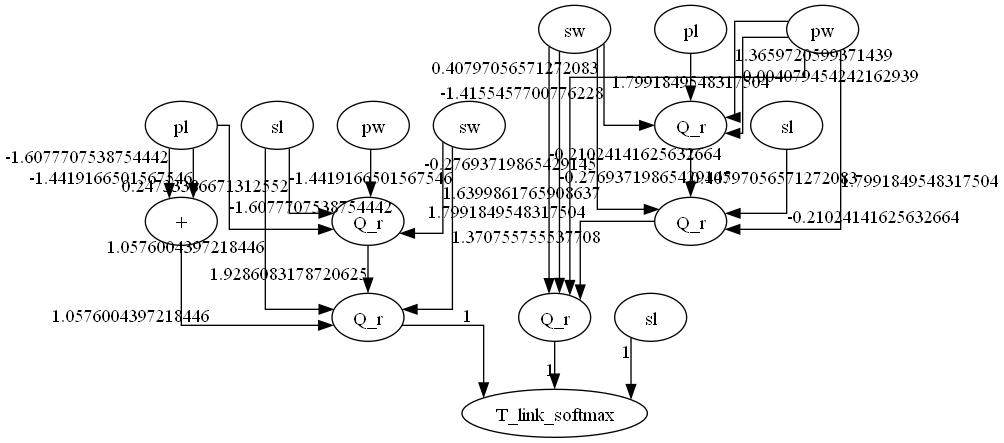 sw
pl
pw
1.3659720599371439
0.40797056571272083
0.004079454242162939
1.7991849548317504
-1.4155457700776228
pl
sl
pw
sw
Q_r
sl
-1.6077707538754442
-0.27693719865429145
-0.21024141625632664
-1.4419166501567546
-1.4419166501567546
-0.27693719865429145
0.40797056571272083
1.7991849548317504
1.6399861765908637
-1.6077707538754442
1.7991849548317504
-0.21024141625632664
+
Q_r
Q_r
1.370755755537708
1.0576004397218446
1.9286083178720625
1.0576004397218446
1
Q_r
Q_r
sl
1
1
T_link_softmax